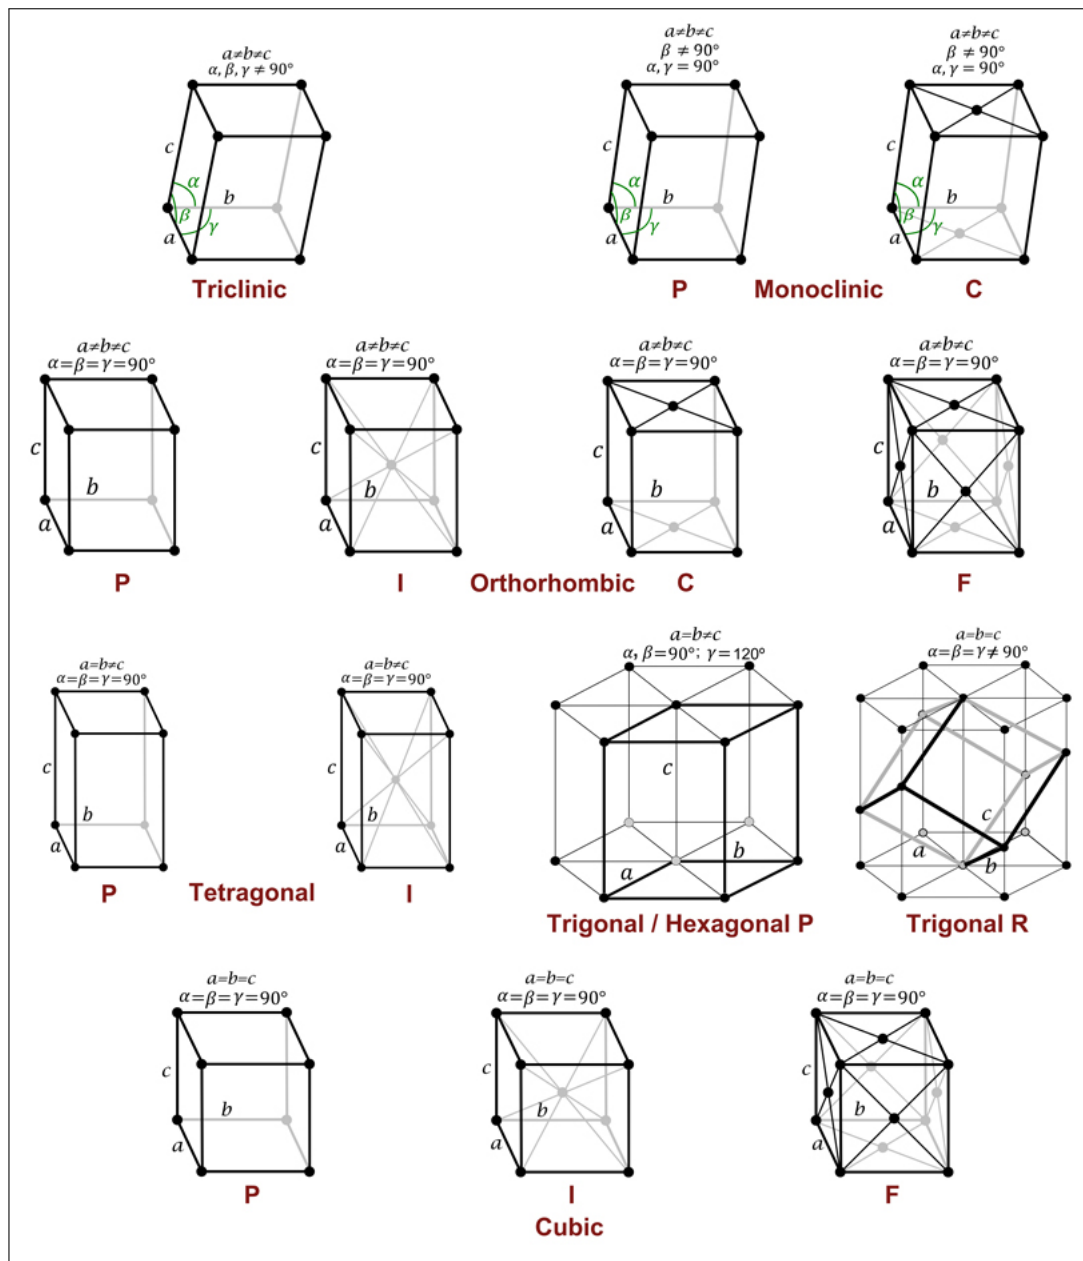 a≠b≠c
α, β, γ ≠ 90°
c
α
b
β
γ
a
Triclinic
a≠b≠c
β ≠ 90°
α, γ = 90°
c
α
b
β
γ
a
P
Monoclinic
a≠b≠c
β ≠ 90°
α, γ = 90°
c
α
b
β
γ
a
C
a≠b≠c
α=β=γ=90°
c
b
a
P
a≠b≠c
α=β=γ=90°
b
a
I
Orthorhombic
a≠b≠c
α=β=γ=90°
c
b
a
C
a≠b≠c
α=β=γ=90°
c
b
a
F
a=b≠c
α=β=γ=90°
c
b
a
P
Tetragonal
a=b≠c
α=β=γ=90°
c
b
a
I
a=b≠c
α, β=90°; γ=120°
c
b
a
Trigonal / Hexagonal P
a=b=c
α=β=γ≠90°
c
a
b
Trigonal R
a=b=c
α=β=γ=90°
c
b
a
P
a=b=c
α=β=γ=90°
c
b
a
I
Cubic
a=b=c
α=β=γ=90°
c
b
a
F